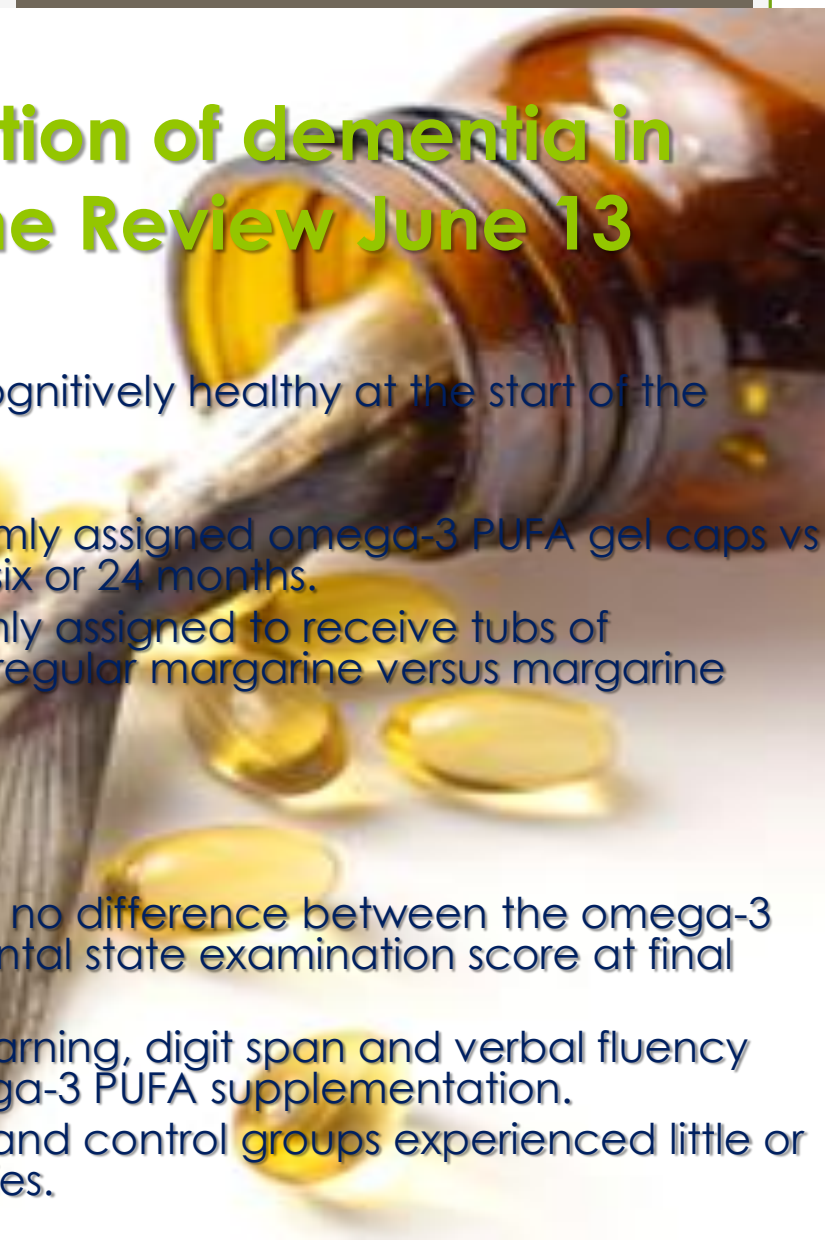 tion of dementia in
e Review June 13
ognitively healthy at the start of the
mly assigned omega-3 PUFA gel caps vs
six or 24 months.
nly assigned to receive tubs of
regular margarine versus margarine
no difference between the omega-3
ntal state examination score at final
arning, digit span and verbal fluency
ga-3 PUFA supplementation.
and control groups experienced little or
es.